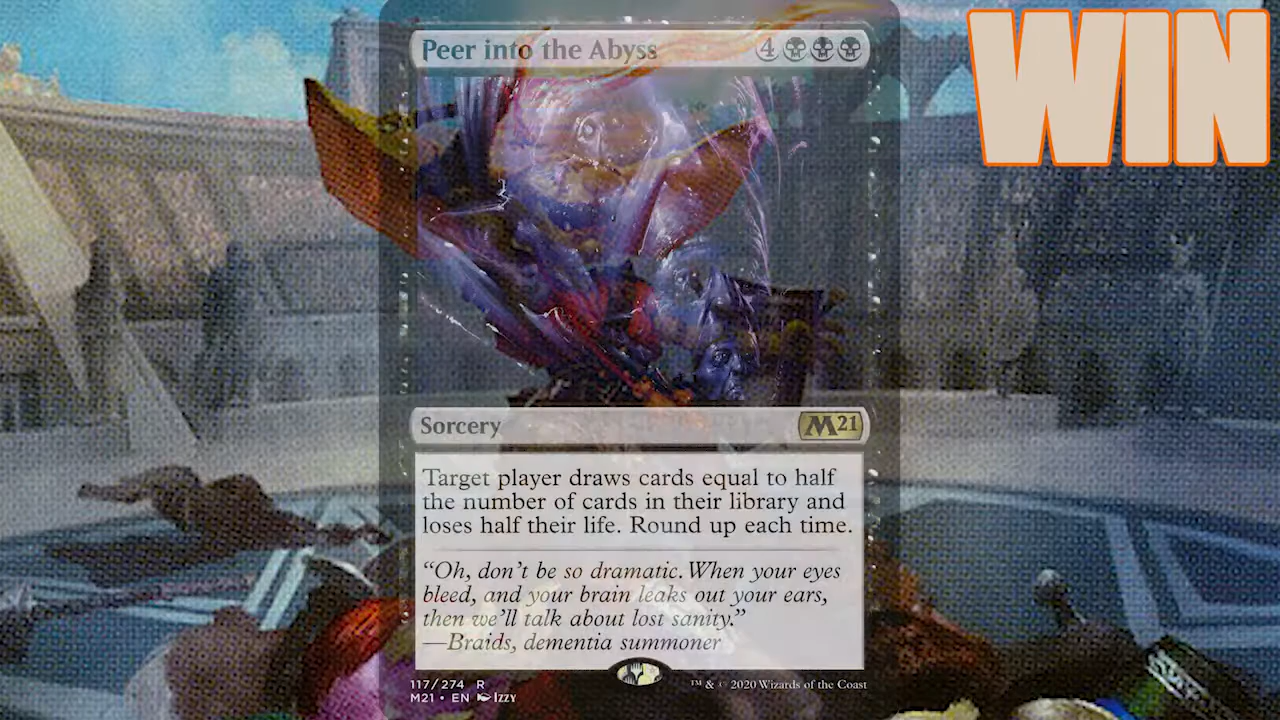 WIN
Peer into the Abyss 4
Sorcery M21
Target player draws cards equal to half
the number of cards in their library and
loses half their life. Round up each time.
“Oh, don’t be so dramatic. When your eyes
bleed, and your brain leaks out your ears,
then we’ll talk about lost sanity.”
—Braids, dementia summoner
117/274 R
M21 • EN Izzy
™ & © 2020 Wizards of the Coast